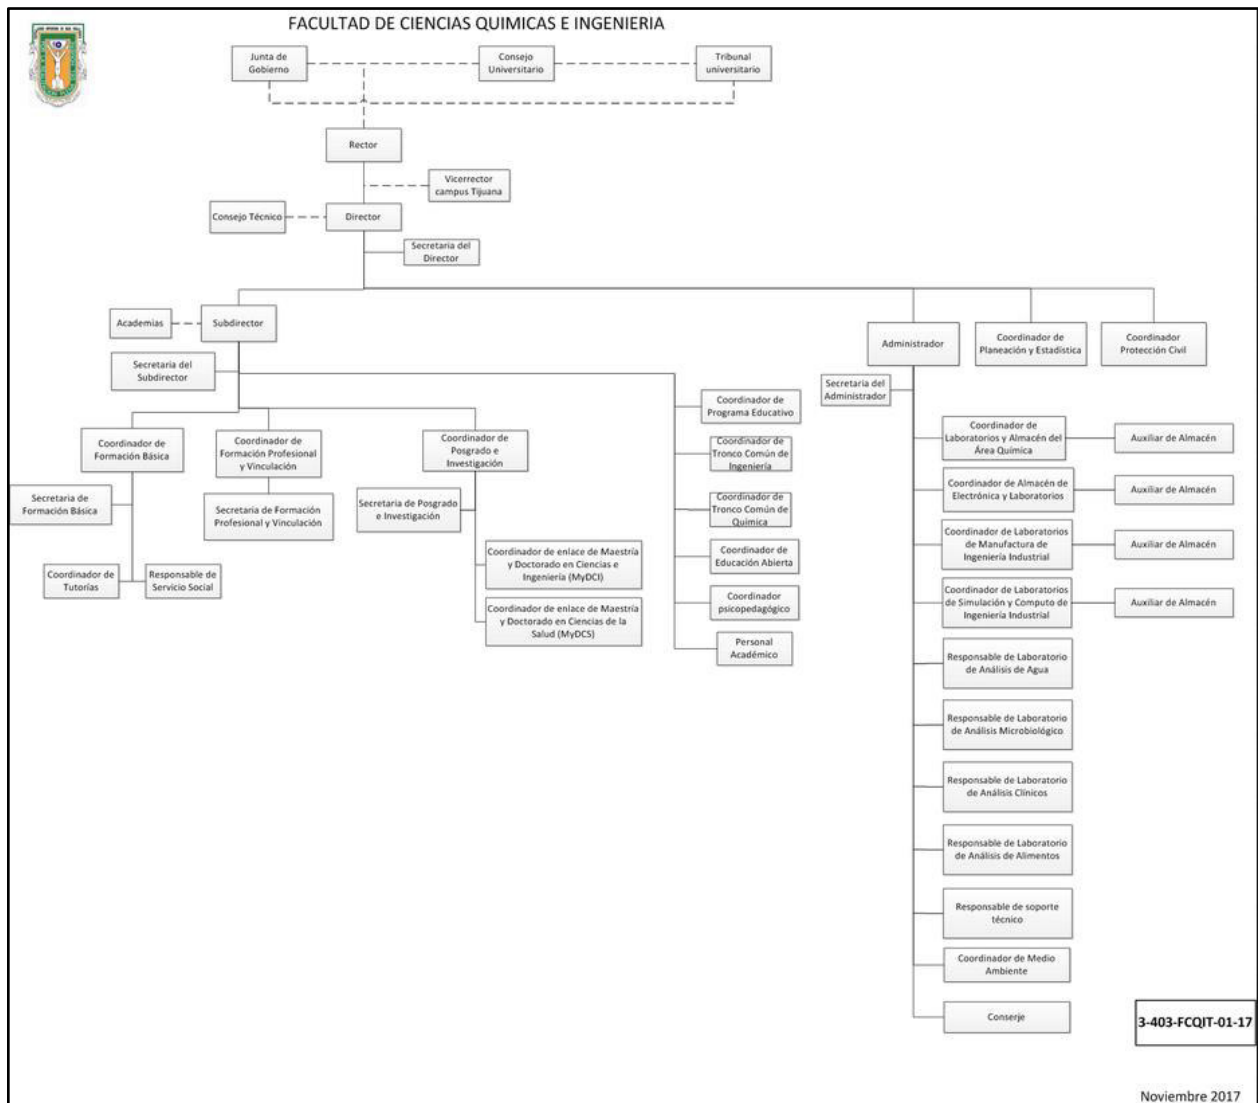 FACULTAD DE CIENCIAS QUIMICAS E INGENIERIA
Junta de
Gobierno
Consejo
Universitario
Tribunal
universitario
Rector
Vicerrector
campus Tijuana
Consejo Técnico
Director
Secretaria del
Director
Academias
Subdirector
Administrador
Coordinador de
Planeación y Estadística
Coordinador
Protección Civil
Secretaria del
Subdirector
Secretaria del
Administrador
Coordinador de
Formación Básica
Coordinador de
Formación Profesional
y Vinculación
Coordinador de
Posgrado e
Investigación
Secretaria de
Formación Básica
Secretaria de Formación
Profesional y Vinculación
Secretaria de Posgrado
e Investigación
Coordinador de
Tutorías
Responsable de
Servicio Social
Coordinador de enlace de Maestría
y Doctorado en Ciencias e
Ingeniería (MyDCI)
Coordinador de enlace de Maestría
y Doctorado en Ciencias de la
Salud (MyDCS)
Coordinador de
Programa Educativo
Coordinador de
Tronco Común de
Ingeniería
Coordinador de
Tronco Común de
Química
Coordinador de
Educación Abierta
Coordinador
psicopedagógico
Personal
Académico
Coordinador de
Laboratorios y Almacén del
Área Química
Auxiliar de Almacén
Coordinador de Almacén de
Electrónica y Laboratorios
Auxiliar de Almacén
Coordinador de Laboratorios
de Manufactura de
Ingeniería Industrial
Auxiliar de Almacén
Coordinador de Laboratorios
de Simulación y Computo de
Ingeniería Industrial
Auxiliar de Almacén
Responsable de Laboratorio
de Análisis de Agua
Responsable de Laboratorio
de Análisis Microbiológico
Responsable de Laboratorio
de Análisis Clínicos
Responsable de Laboratorio
de Análisis de Alimentos
Responsable de soporte
técnico
Coordinador de Medio
Ambiente
Conserje
3-403-FCQIT-01-17
Noviembre 2017